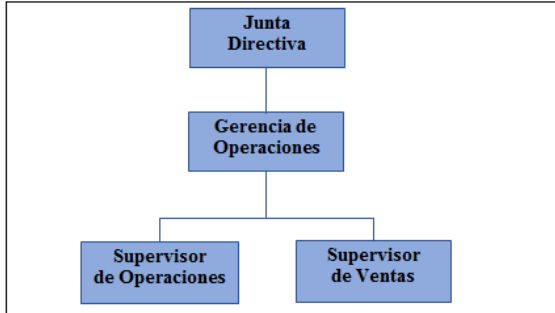 Junta
Directiva
Gerencia de
Operaciones
Supervisor
de Operaciones
Supervisor
de Ventas